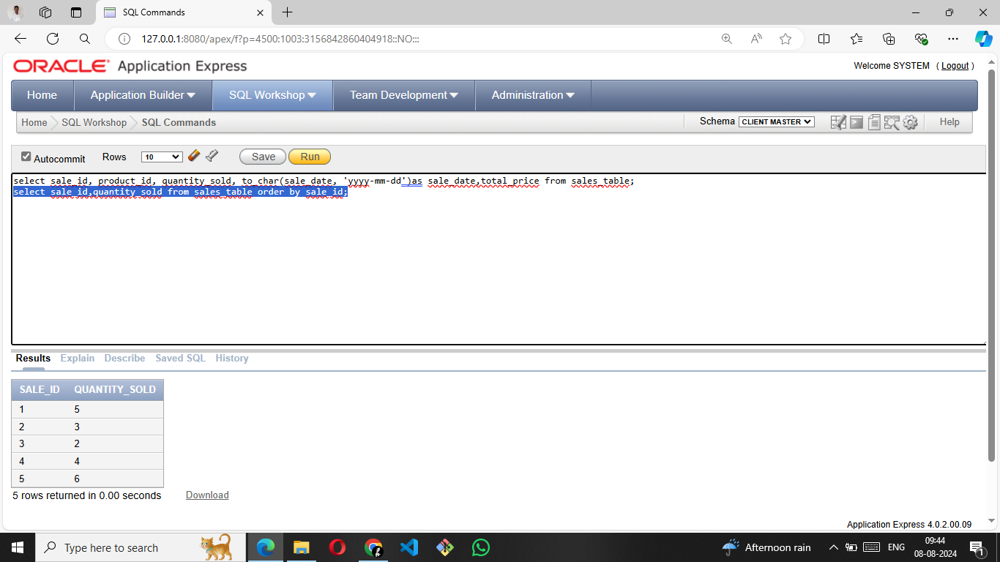 SQL Commands
127.0.0.1:8080/apex/f?p=4500:1003:3156842860404918::NO:::
ORACLE Application Express
Welcome SYSTEM ( Logout )
Home Application Builder SQL Workshop Team Development Administration
Home SQL Workshop SQL Commands Schema CLIENT MASTER Help
Autocommit Rows 10 Save Run
select sale_id, product_id, quantity_sold, to_char(sale_date, 'yyyy-mm-dd')as sale_date,total_price from sales_table;
select sale_id,quantity_sold from sales_table order by sale_id;
Results Explain Describe Saved SQL History
SALE_ID QUANTITY_SOLD
1 5
2 3
3 2
4 4
5 6
5 rows returned in 0.00 seconds Download
Application Express 4.0.2.00.09
Type here to search
Afternoon rain
ENG
09:44
08-08-2024
1